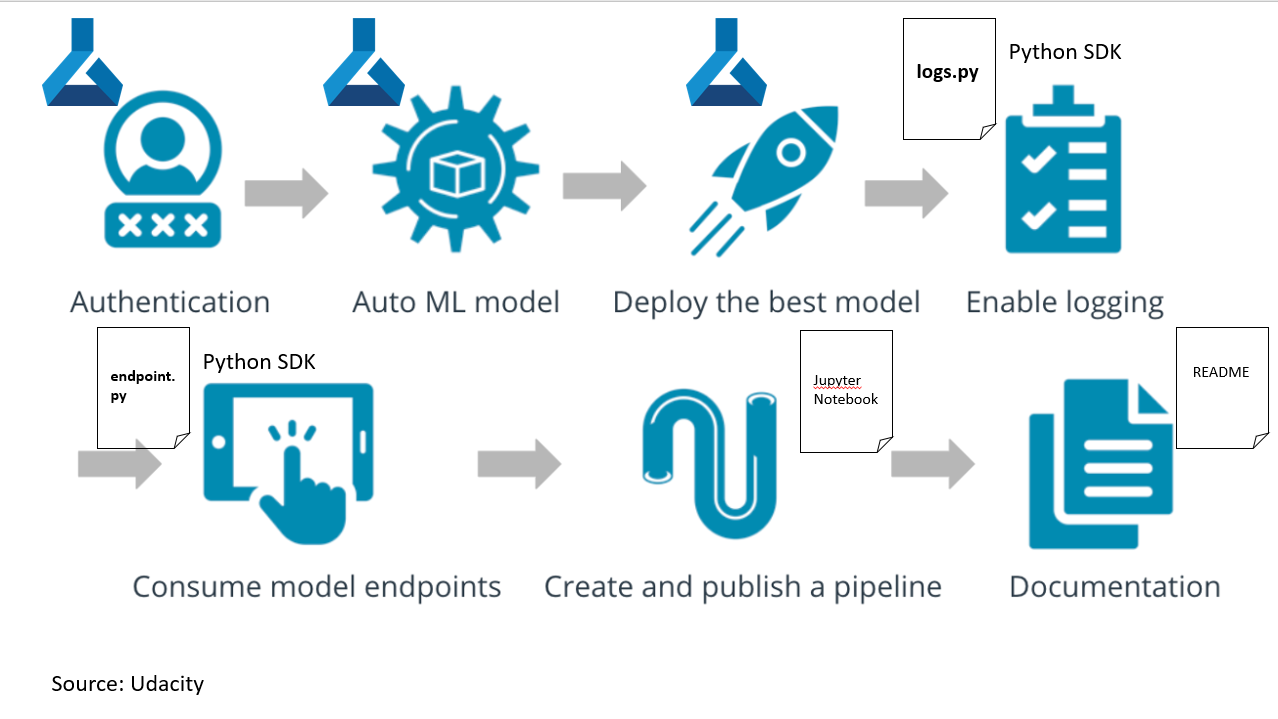 logs.py
Python SDK
Authentication
Auto ML model
Deploy the best model
Enable logging
endpoint.
py
Python SDK
Jupyter
Notebook
README
Consume model endpoints
Create and publish a pipeline
Documentation
Source: Udacity